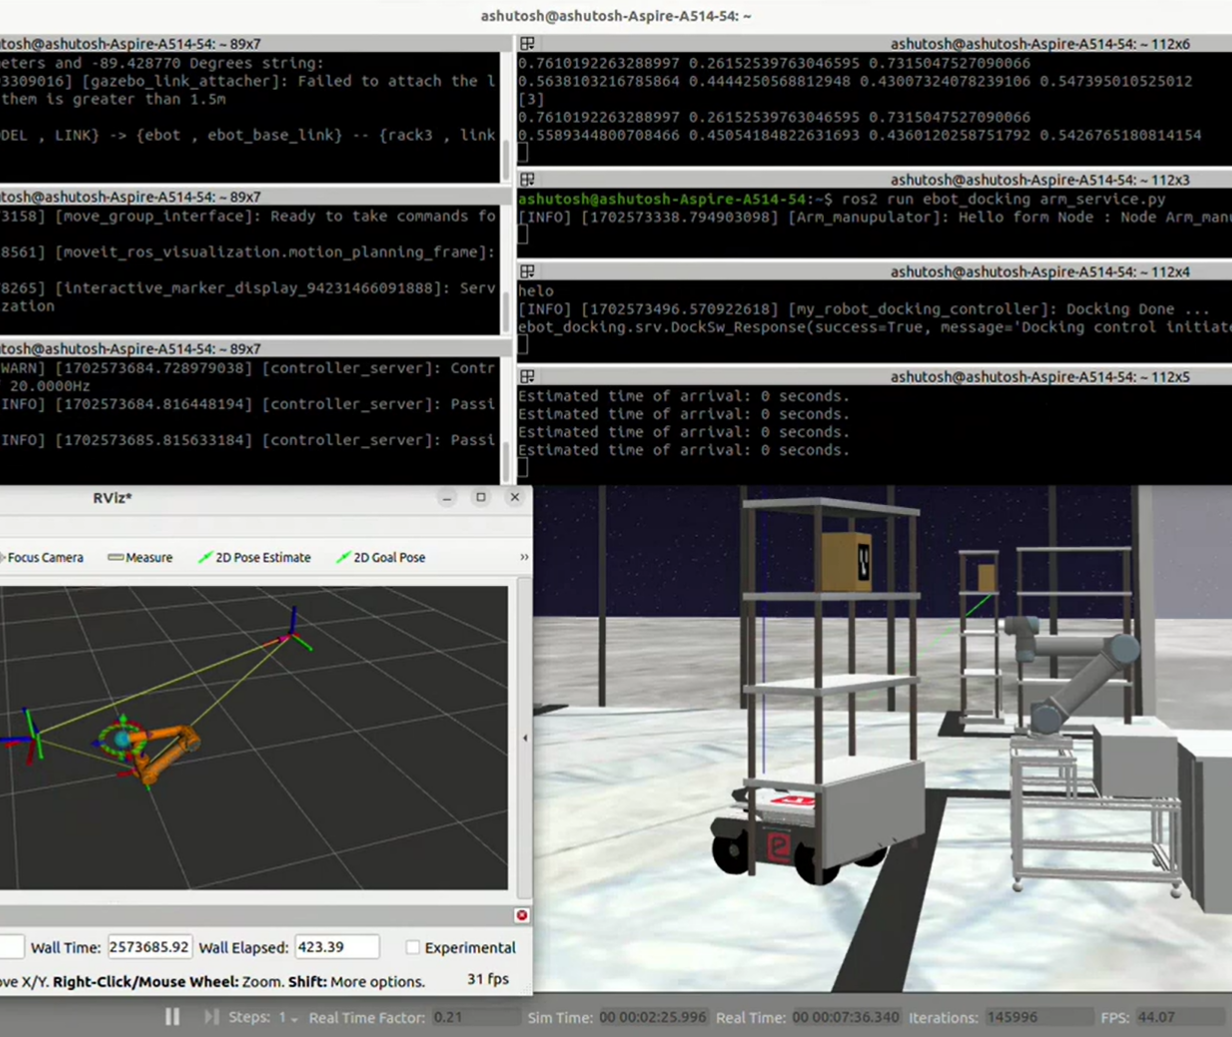 ashutosh@ashutosh-Aspire-A514-54: ~
tosh@ashutosh-Aspire-A514-54: ~ 89x7
eters and -89.428770 Degrees string:
3309016] [gazebo_link_attacher]: Failed to attach the l
them is greater than 1.5m
DEL , LINK} -> {ebot , ebot_base_link} -- {rack3 , link
tosh@ashutosh-Aspire-A514-54: ~ 89x7
3158] [move_group_interface]: Ready to take commands fo
8561] [moveit_ros_visualization.motion_planning_frame]:
8265] [interactive_marker_display_94231466091888]: Serv
zation
tosh@ashutosh-Aspire-A514-54: ~ 89x7
WARN] [1702573684.728979038] [controller_server]: Contr
20.0000Hz
INFO] [1702573684.816448194] [controller_server]: Passi
INFO] [1702573685.815633184] [controller_server]: Passi
ashutosh@ashutosh-Aspire-A514-54: ~ 112x6
0.7610192263288997 0.26152539763046595 0.7315047527090066
0.5638103216785864 0.4444250568812948 0.43007324078239106 0.547395010525012
[3]
0.7610192263288997 0.26152539763046595 0.7315047527090066
0.5589344800708466 0.45054184822631693 0.4360120258751792 0.5426765180814154
ashutosh@ashutosh-Aspire-A514-54: ~ 112x3
ashutosh@ashutosh-Aspire-A514-54:~$ ros2 run ebot_docking arm_service.py
[INFO] [1702573338.794903098] [Arm_manupulator]: Hello form Node : Node Arm_man
ashutosh@ashutosh-Aspire-A514-54: ~ 112x4
helo
[INFO] [1702573496.570922618] [my_robot_docking_controller]: Docking Done ...
ebot_docking.srv.DockSw_Response(success=True, message='Docking control initiat
ashutosh@ashutosh-Aspire-A514-54: ~ 112x5
Estimated time of arrival: 0 seconds.
Estimated time of arrival: 0 seconds.
Estimated time of arrival: 0 seconds.
Estimated time of arrival: 0 seconds.
RViz*
Focus Camera Measure 2D Pose Estimate 2D Goal Pose »
Wall Time: 2573685.92 Wall Elapsed: 423.39 Experimental
ove X/Y. Right-Click/Mouse Wheel: Zoom. Shift: More options. 31 fps
Steps: 1 Real Time Factor: 0.21 Sim Time: 00 00:02:25.996 Real Time: 00 00:07:36.340 Iterations: 145996 FPS: 44.07